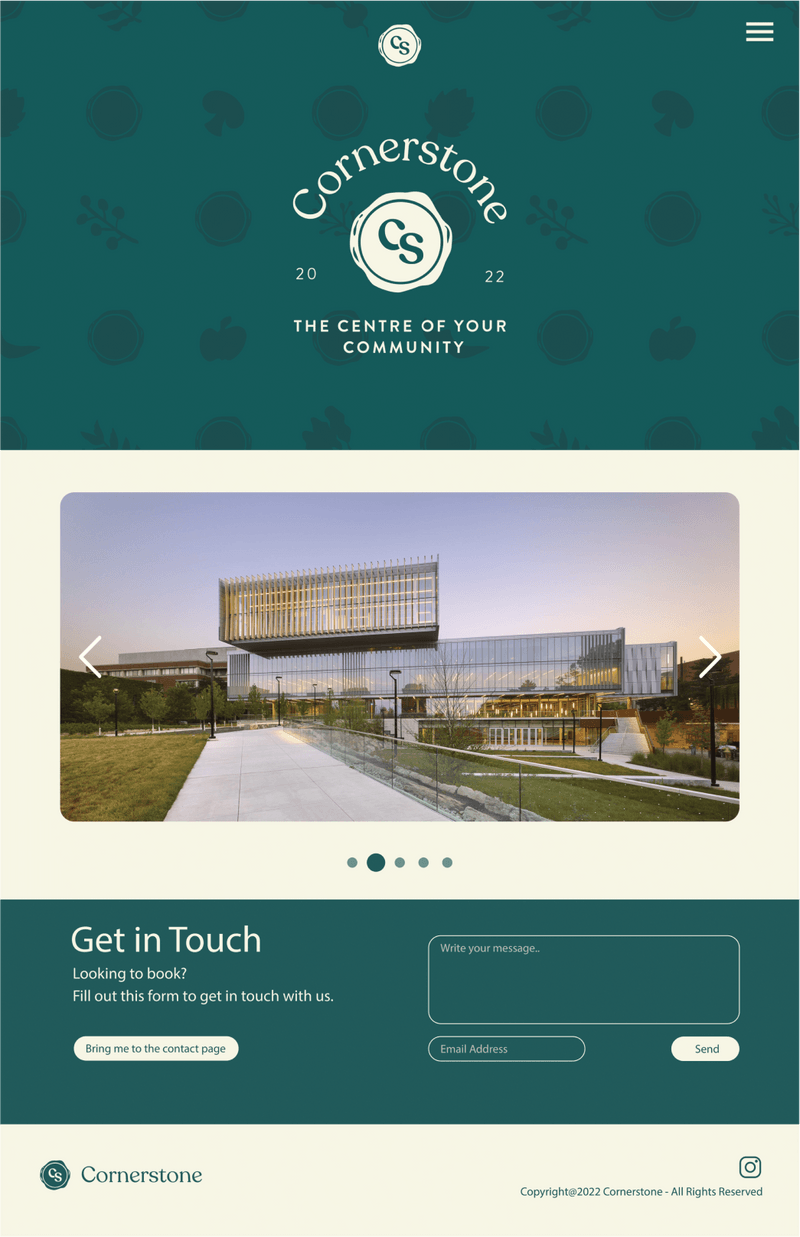 CS
Cornerstone
CS
20 22
THE CENTRE OF YOUR
COMMUNITY
Get in Touch
Looking to book?
Fill out this form to get in touch with us.
Bring me to the contact page
Write your message..
Email Address
Send
CS Cornerstone
Copyright@2022 Cornerstone - All Rights Reserved